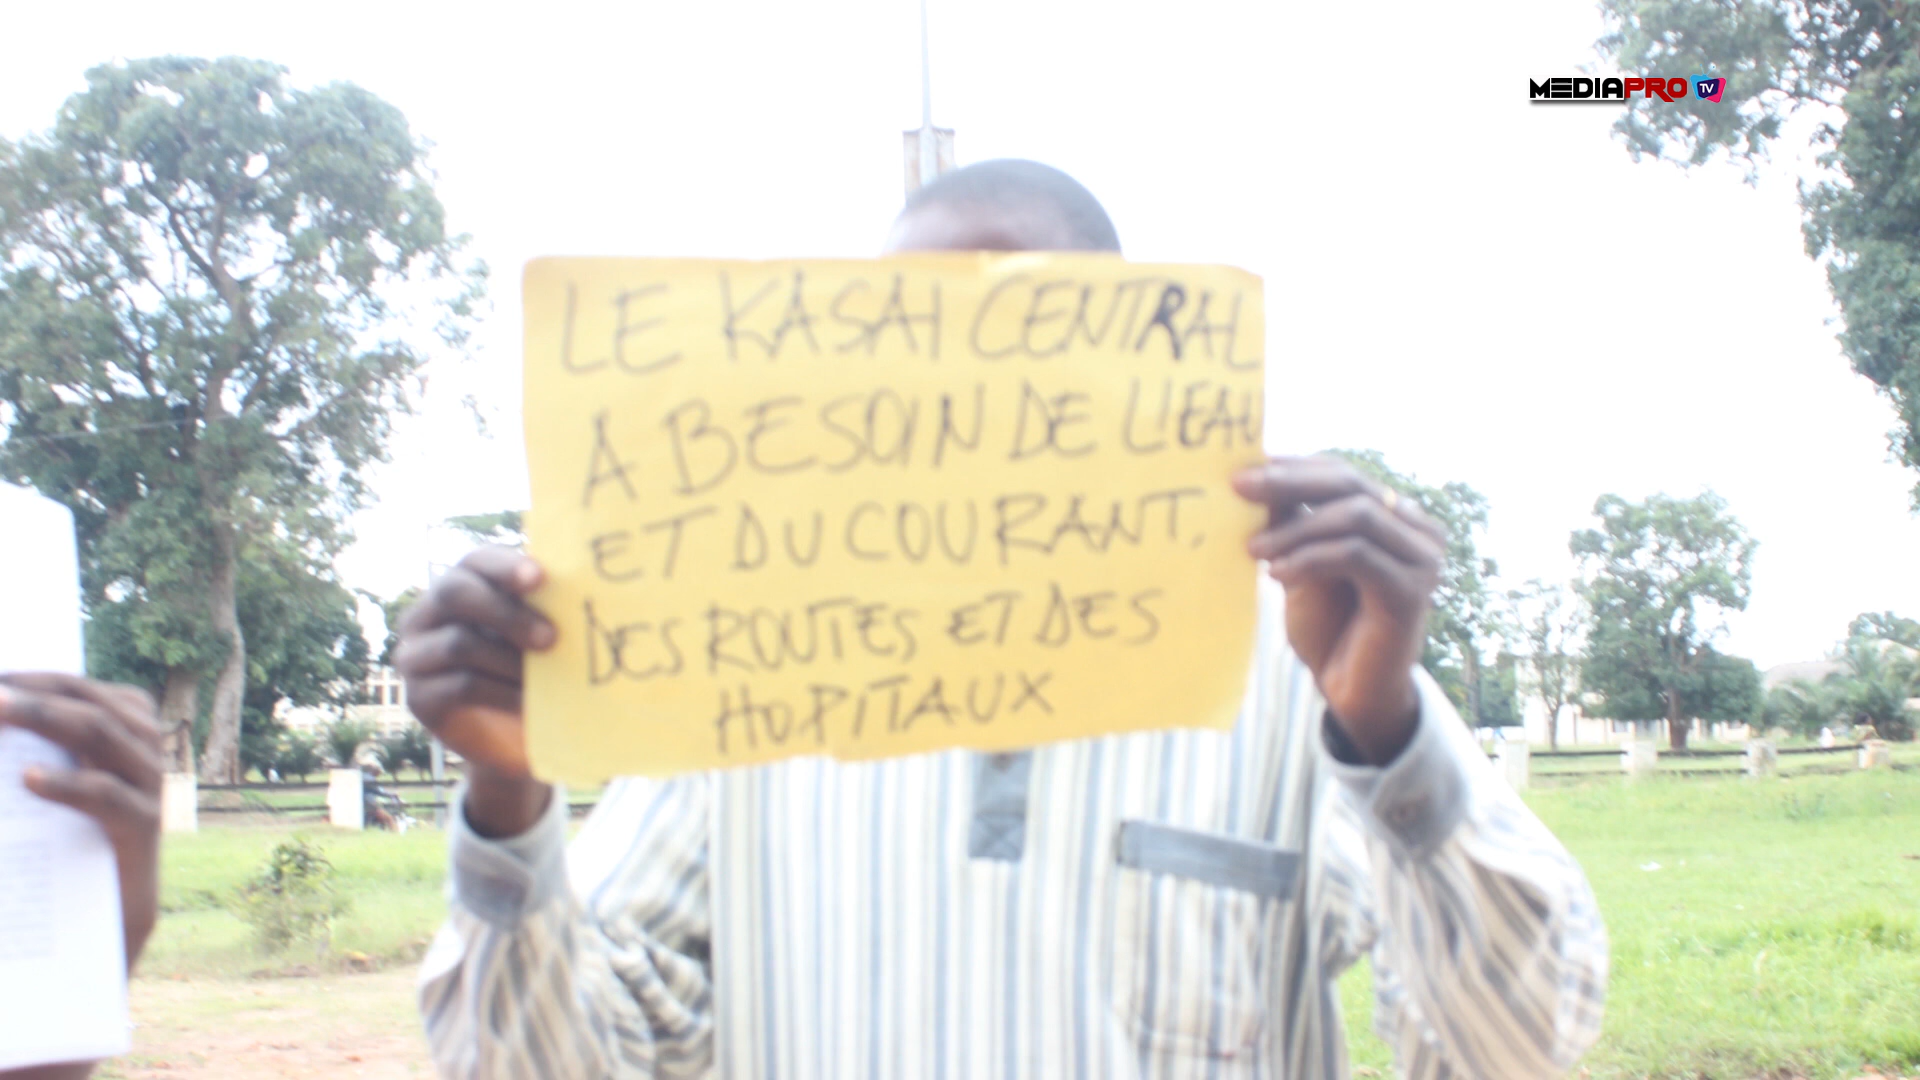 MEDIAPRO TV
LE KASAI CENTRAL
A BESOIN DE L'EAU
ET DU COURANT.
DES ROUTES ET DES
HOPITAUX